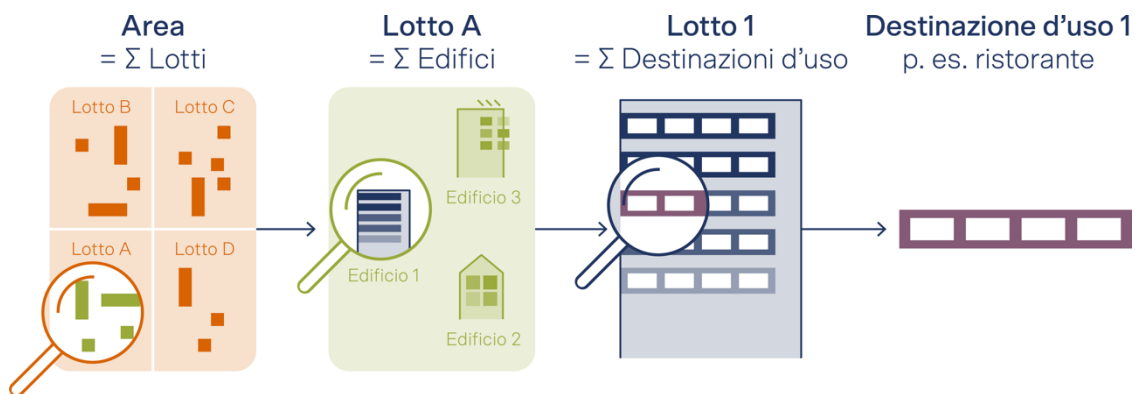 Area
= Σ Lotti
Lotto A
= Σ Edifici
Lotto 1
= Σ Destinazioni d’uso
Destinazione d’uso 1
p. es. ristorante
Lotto B
Lotto C
Lotto A
Lotto D
Edificio 3
Edificio 1
Edificio 2